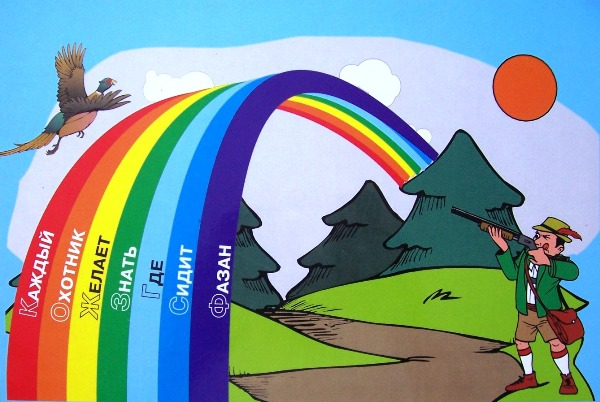 Каждый
Охотник
Желает
Знать
Где
Сидит
Фазан